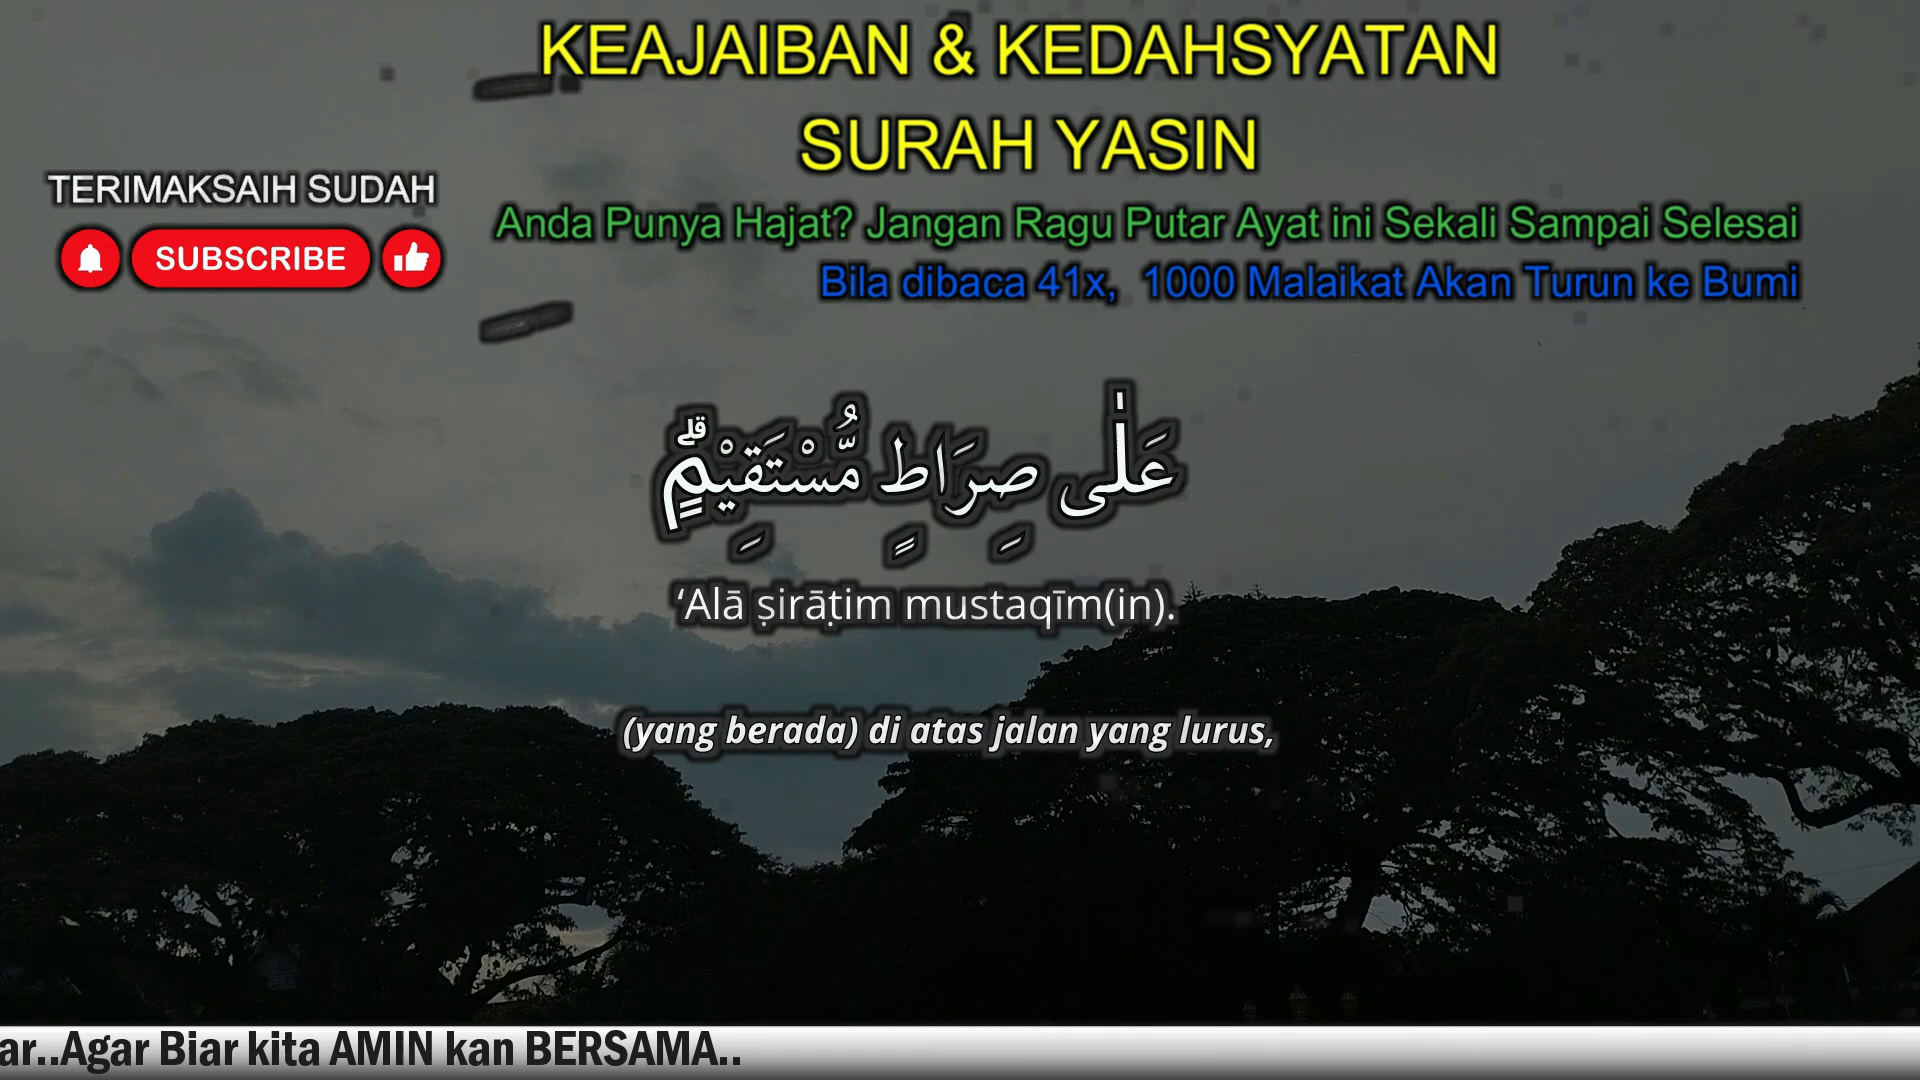 KEAJAIBAN & KEDAHSYATAN
SURAH YASIN
TERIMAKSAIH SUDAH
SUBSCRIBE
Anda Punya Hajat? Jangan Ragu Putar Ayat ini Sekali Sampai Selesai
Bila dibaca 41x, 1000 Malaikat Akan Turun ke Bumi
عَلٰى صِرَاطٍ مُّسْتَقِيْمٍۗ
‘Alā ṣirāṭim mustaqīm(in).
(yang berada) di atas jalan yang lurus,
ar..Agar Biar kita AMIN kan BERSAMA..